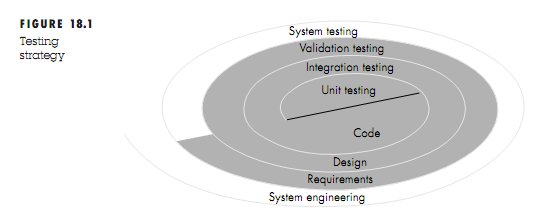 FIGURE 18.1
Testing
strategy
System testing
Validation testing
Integration testing
Unit testing
Code
Design
Requirements
System engineering